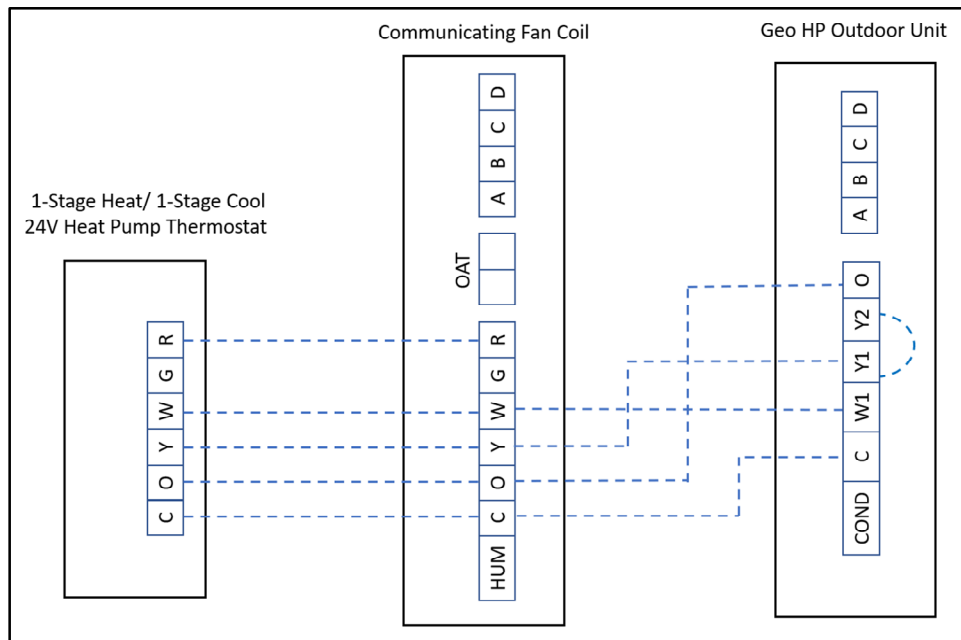 Communicating Fan Coil
Geo HP Outdoor Unit
1-Stage Heat/ 1-Stage Cool
24V Heat Pump Thermostat
R
G
W
Y
O
C
D
C
B
A
OAT
R
G
W
Y
O
C
HUM
D
C
B
A
O
Y2
Y1
W1
C
COND